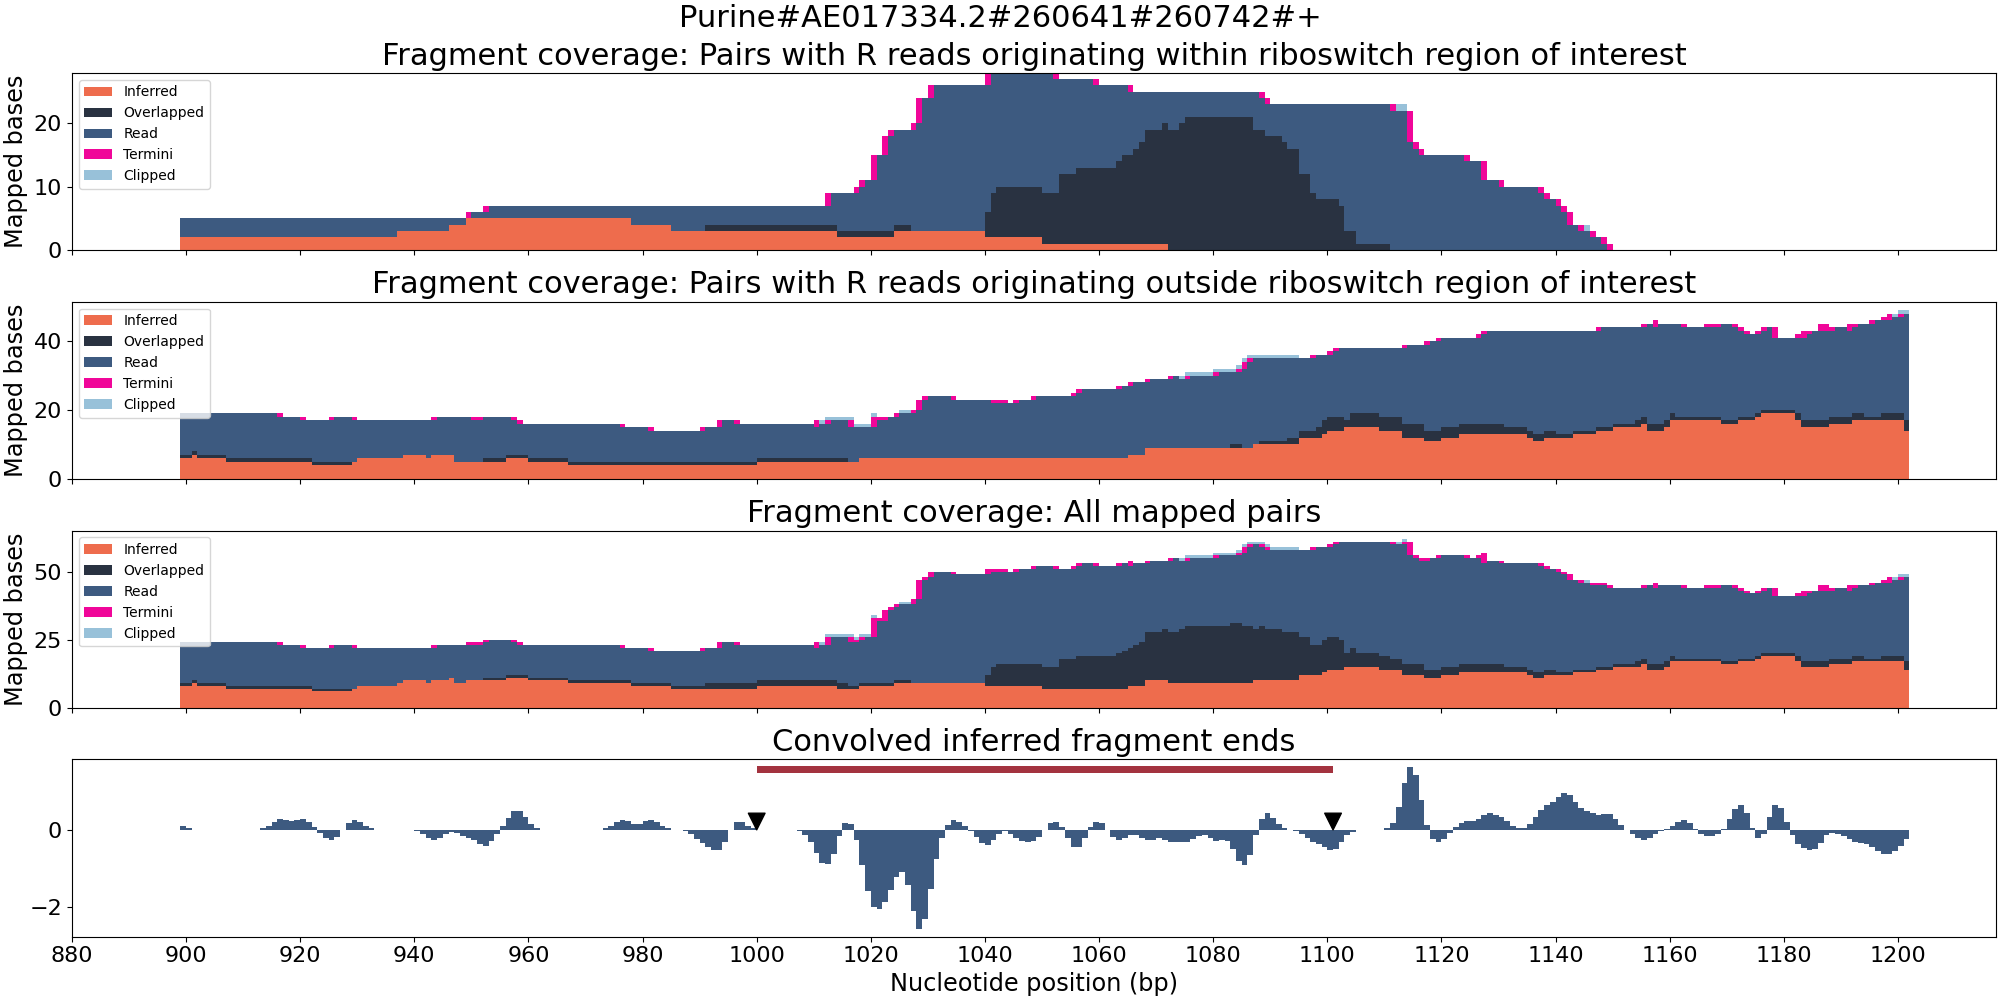 Purine#AE017334.2#260641#260742#+
Fragment coverage: Pairs with R reads originating within riboswitch region of interest
Mapped bases
20
10
0
Inferred
Overlapped
Read
Termini
Clipped
Fragment coverage: Pairs with R reads originating outside riboswitch region of interest
Mapped bases
40
20
0
Inferred
Overlapped
Read
Termini
Clipped
Fragment coverage: All mapped pairs
Mapped bases
50
25
0
Inferred
Overlapped
Read
Termini
Clipped
Convolved inferred fragment ends
0
−2
880 900 920 940 960 980 1000 1020 1040 1060 1080 1100 1120 1140 1160 1180 1200
Nucleotide position (bp)